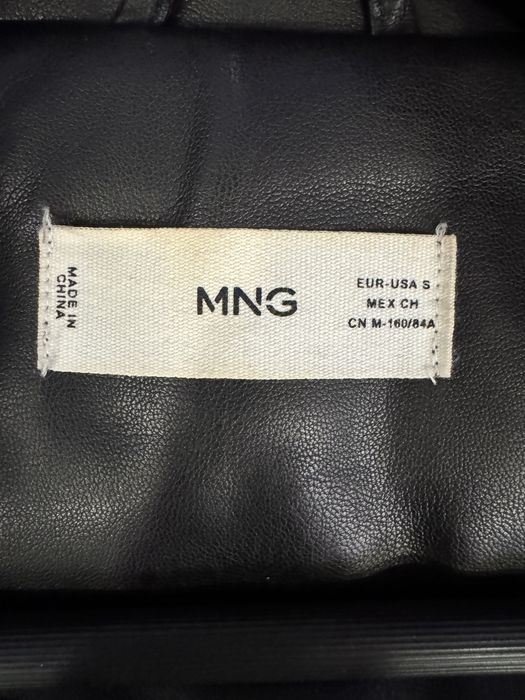 MADE IN
CHINA
MNG
EUR-USA S
MEX CH
CN M-160/84A